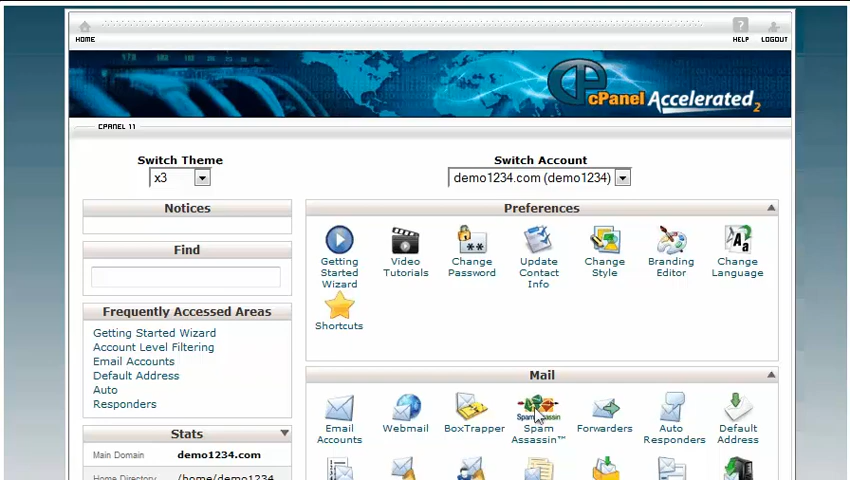 HOME
HELP
LOGOUT
cP
cPanel Accelerated2
CPANEL 11
Switch Theme
x3
Switch Account
demo1234.com (demo1234)
Notices
Find
Frequently Accessed Areas
Getting Started Wizard
Account Level Filtering
Email Accounts
Default Address
Auto
Responders
Stats
Main Domain
demo1234.com
Home Directory
/home/demo1234
Preferences
Getting
Started
Wizard
Video
Tutorials
Change
Password
Update
Contact
Info
Change
Style
Branding
Editor
Change
Language
Shortcuts
Mail
Email
Accounts
Webmail
BoxTrapper
Spam
Assassin™
Forwarders
Auto
Responders
Default
Address